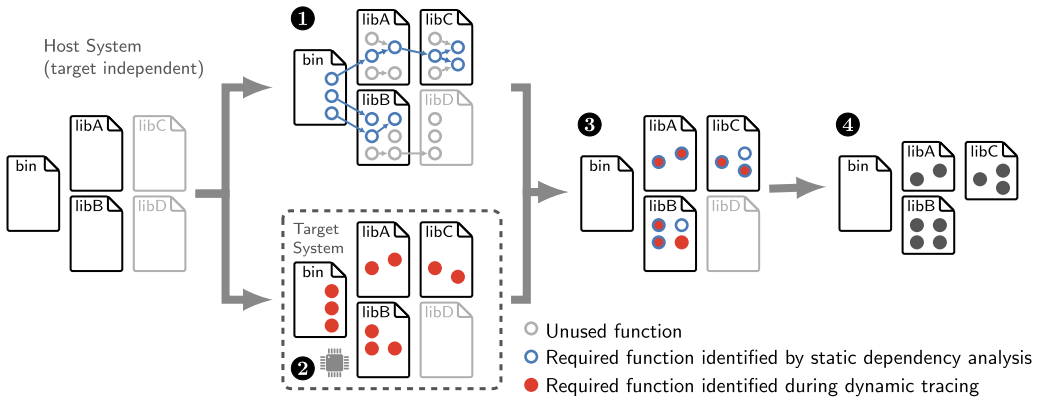 Host System
(target independent)
bin
libA
libC
libB
libD
1
bin
libA
libC
libB
libD
Target
System
bin
libA
libC
libB
libD
2
3
bin
libA
libC
libB
libD
4
bin
libA
libC
libB
Unused function
Required function identified by static dependency analysis
Required function identified during dynamic tracing